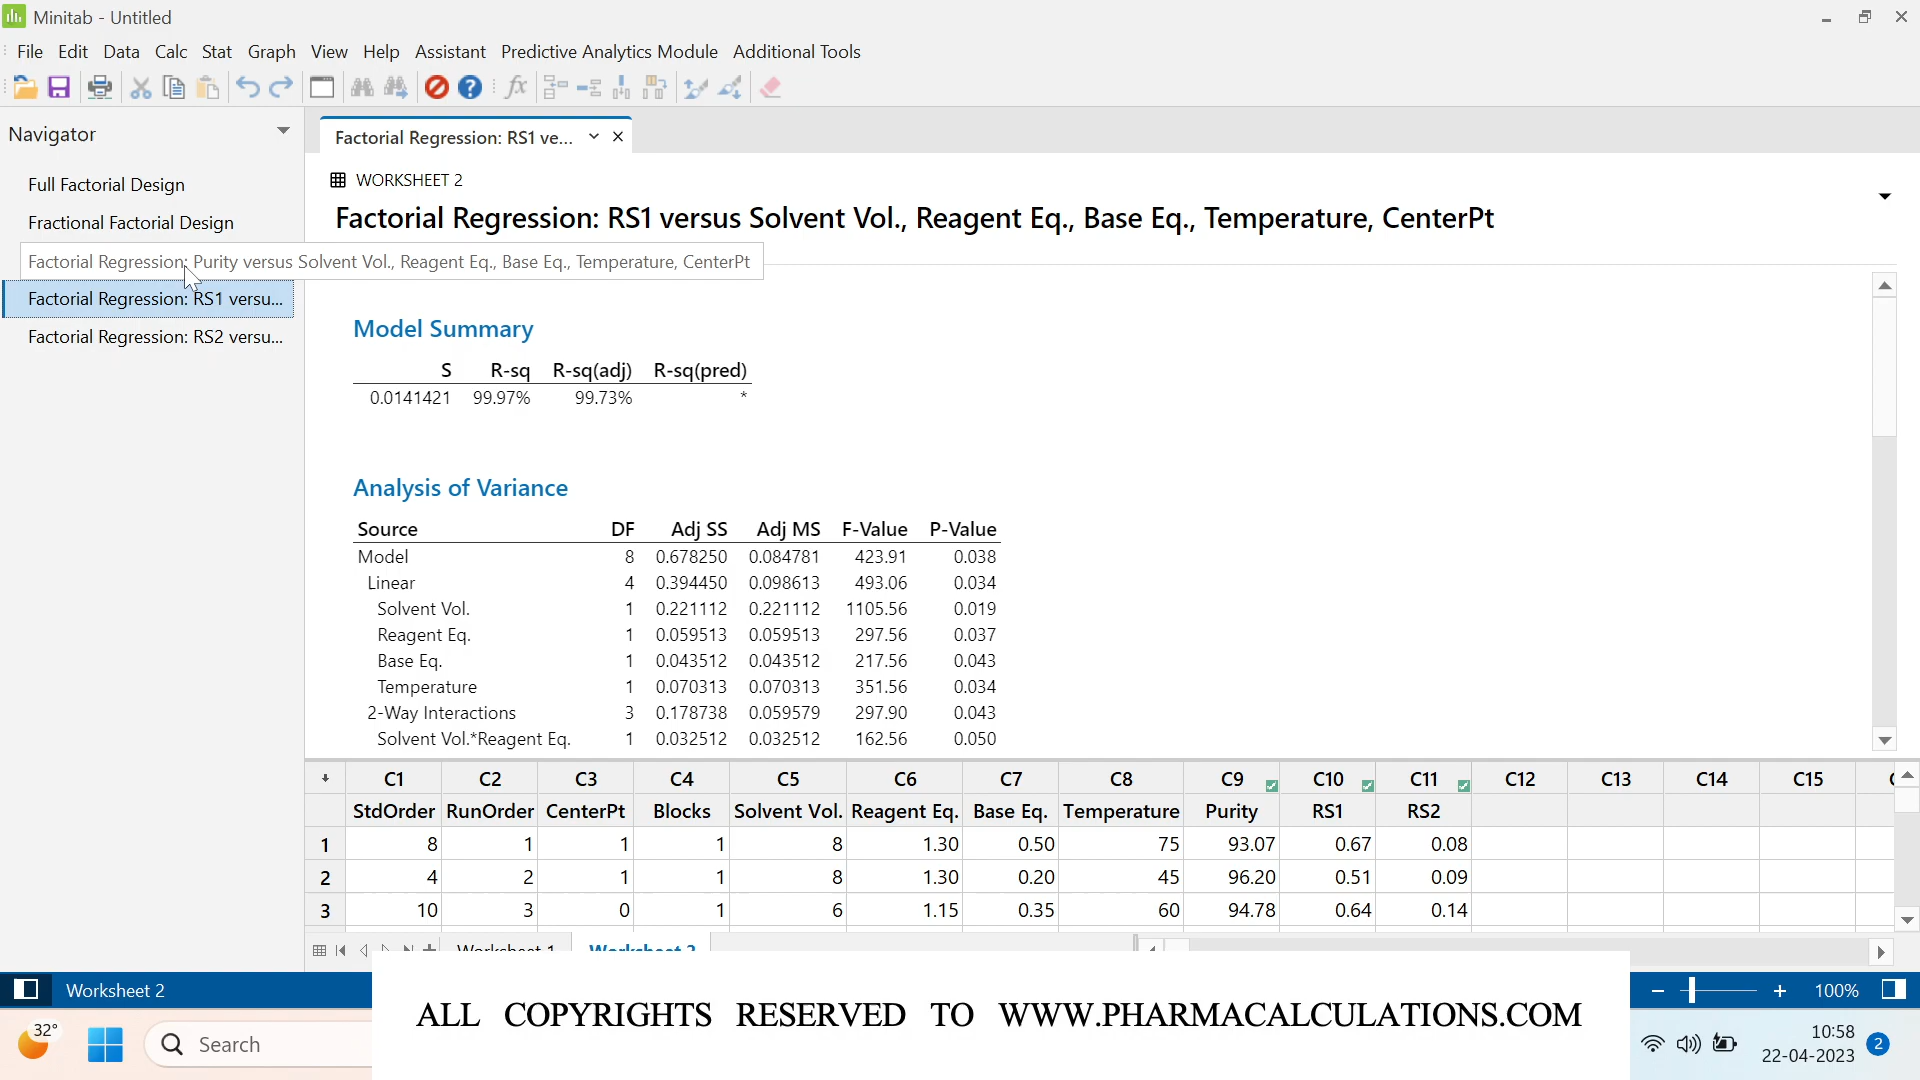 Minitab - Untitled
File Edit Data Calc Stat Graph View Help Assistant Predictive Analytics Module Additional Tools
Navigator
Full Factorial Design
Fractional Factorial Design
Factorial Regression: Purity versus Solvent Vol., Reagent Eq., Base Eq., Temperature, CenterPt
Factorial Regression: RS1 versu...
Factorial Regression: RS2 versu...
Factorial Regression: RS1 ve...
WORKSHEET 2
Factorial Regression: RS1 versus Solvent Vol., Reagent Eq., Base Eq., Temperature, CenterPt
Model Summary
S R-sq R-sq(adj) R-sq(pred)
0.0141421 99.97% 99.73% *
Analysis of Variance
Source DF Adj SS Adj MS F-Value P-Value
Model 8 0.678250 0.084781 423.91 0.038
Linear 4 0.394450 0.098613 493.06 0.034
Solvent Vol. 1 0.221112 0.221112 1105.56 0.019
Reagent Eq. 1 0.059513 0.059513 297.56 0.037
Base Eq. 1 0.043512 0.043512 217.56 0.043
Temperature 1 0.070313 0.070313 351.56 0.034
2-Way Interactions 3 0.178738 0.059579 297.90 0.043
Solvent Vol.*Reagent Eq. 1 0.032512 0.032512 162.56 0.050
C1 C2 C3 C4 C5 C6 C7 C8 C9 C10 C11 C12 C13 C14 C15
StdOrder RunOrder CenterPt Blocks Solvent Vol. Reagent Eq. Base Eq. Temperature Purity RS1 RS2
1 8 1 1 1 8 1.30 0.50 75 93.07 0.67 0.08
2 4 2 1 1 8 1.30 0.20 45 96.20 0.51 0.09
3 10 3 0 1 6 1.15 0.35 60 94.78 0.64 0.14
Worksheet 1 Worksheet 2
Worksheet 2
100%
ALL COPYRIGHTS RESERVED TO WWW.PHARMACALCULATIONS.COM
32°
Search
10:58
22-04-2023
2